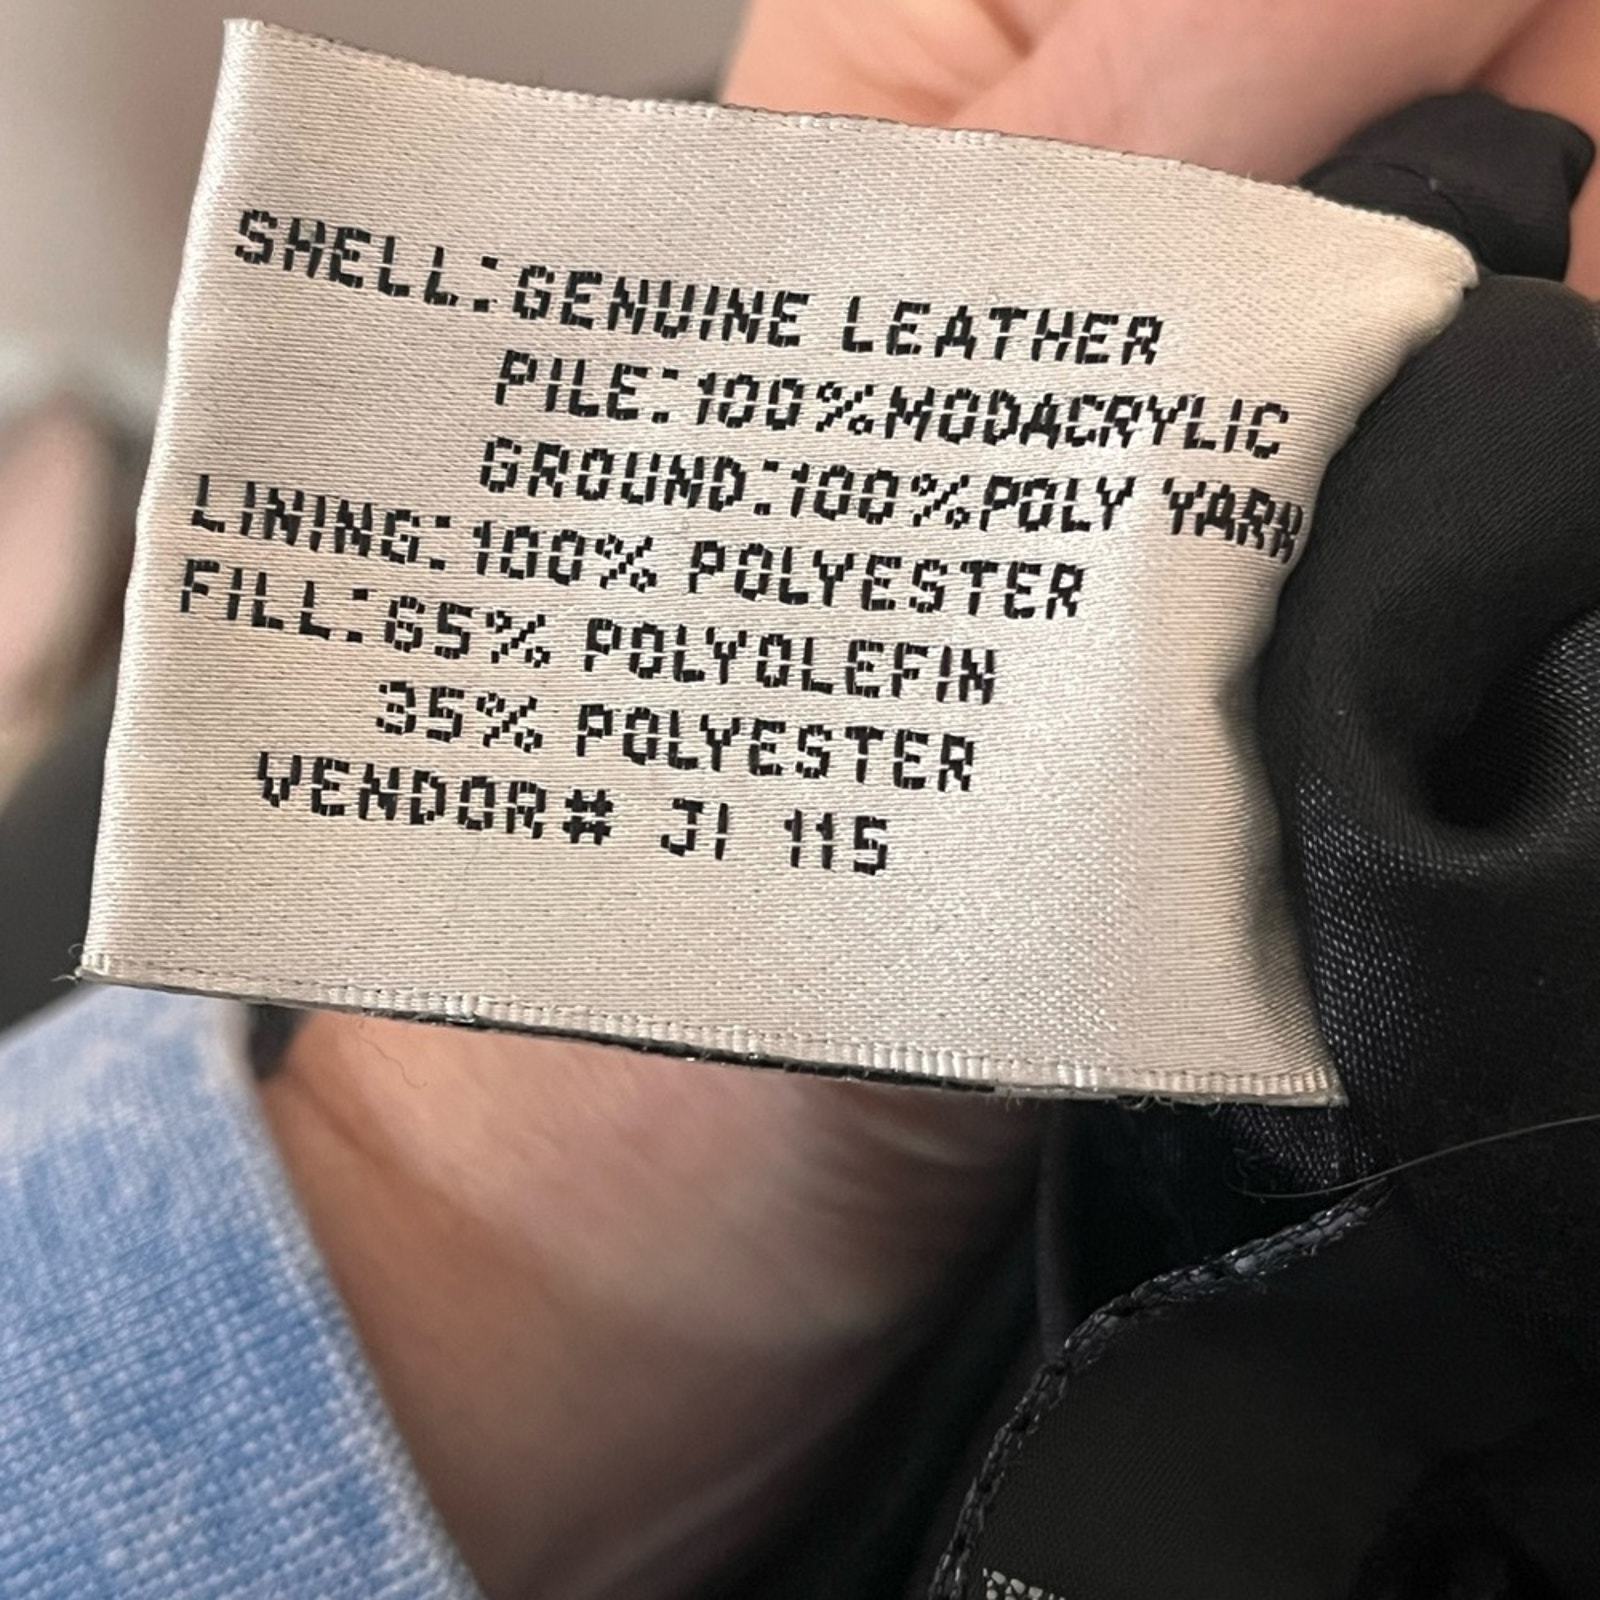 SHELL:GENUINE LEATHER
PILE:100%MODACRYLIC
GROUND:100%POLY YARN
LINING:100% POLYESTER
FILL:65% POLYOLEFIN
35% POLYESTER
VENDOR# JI 115